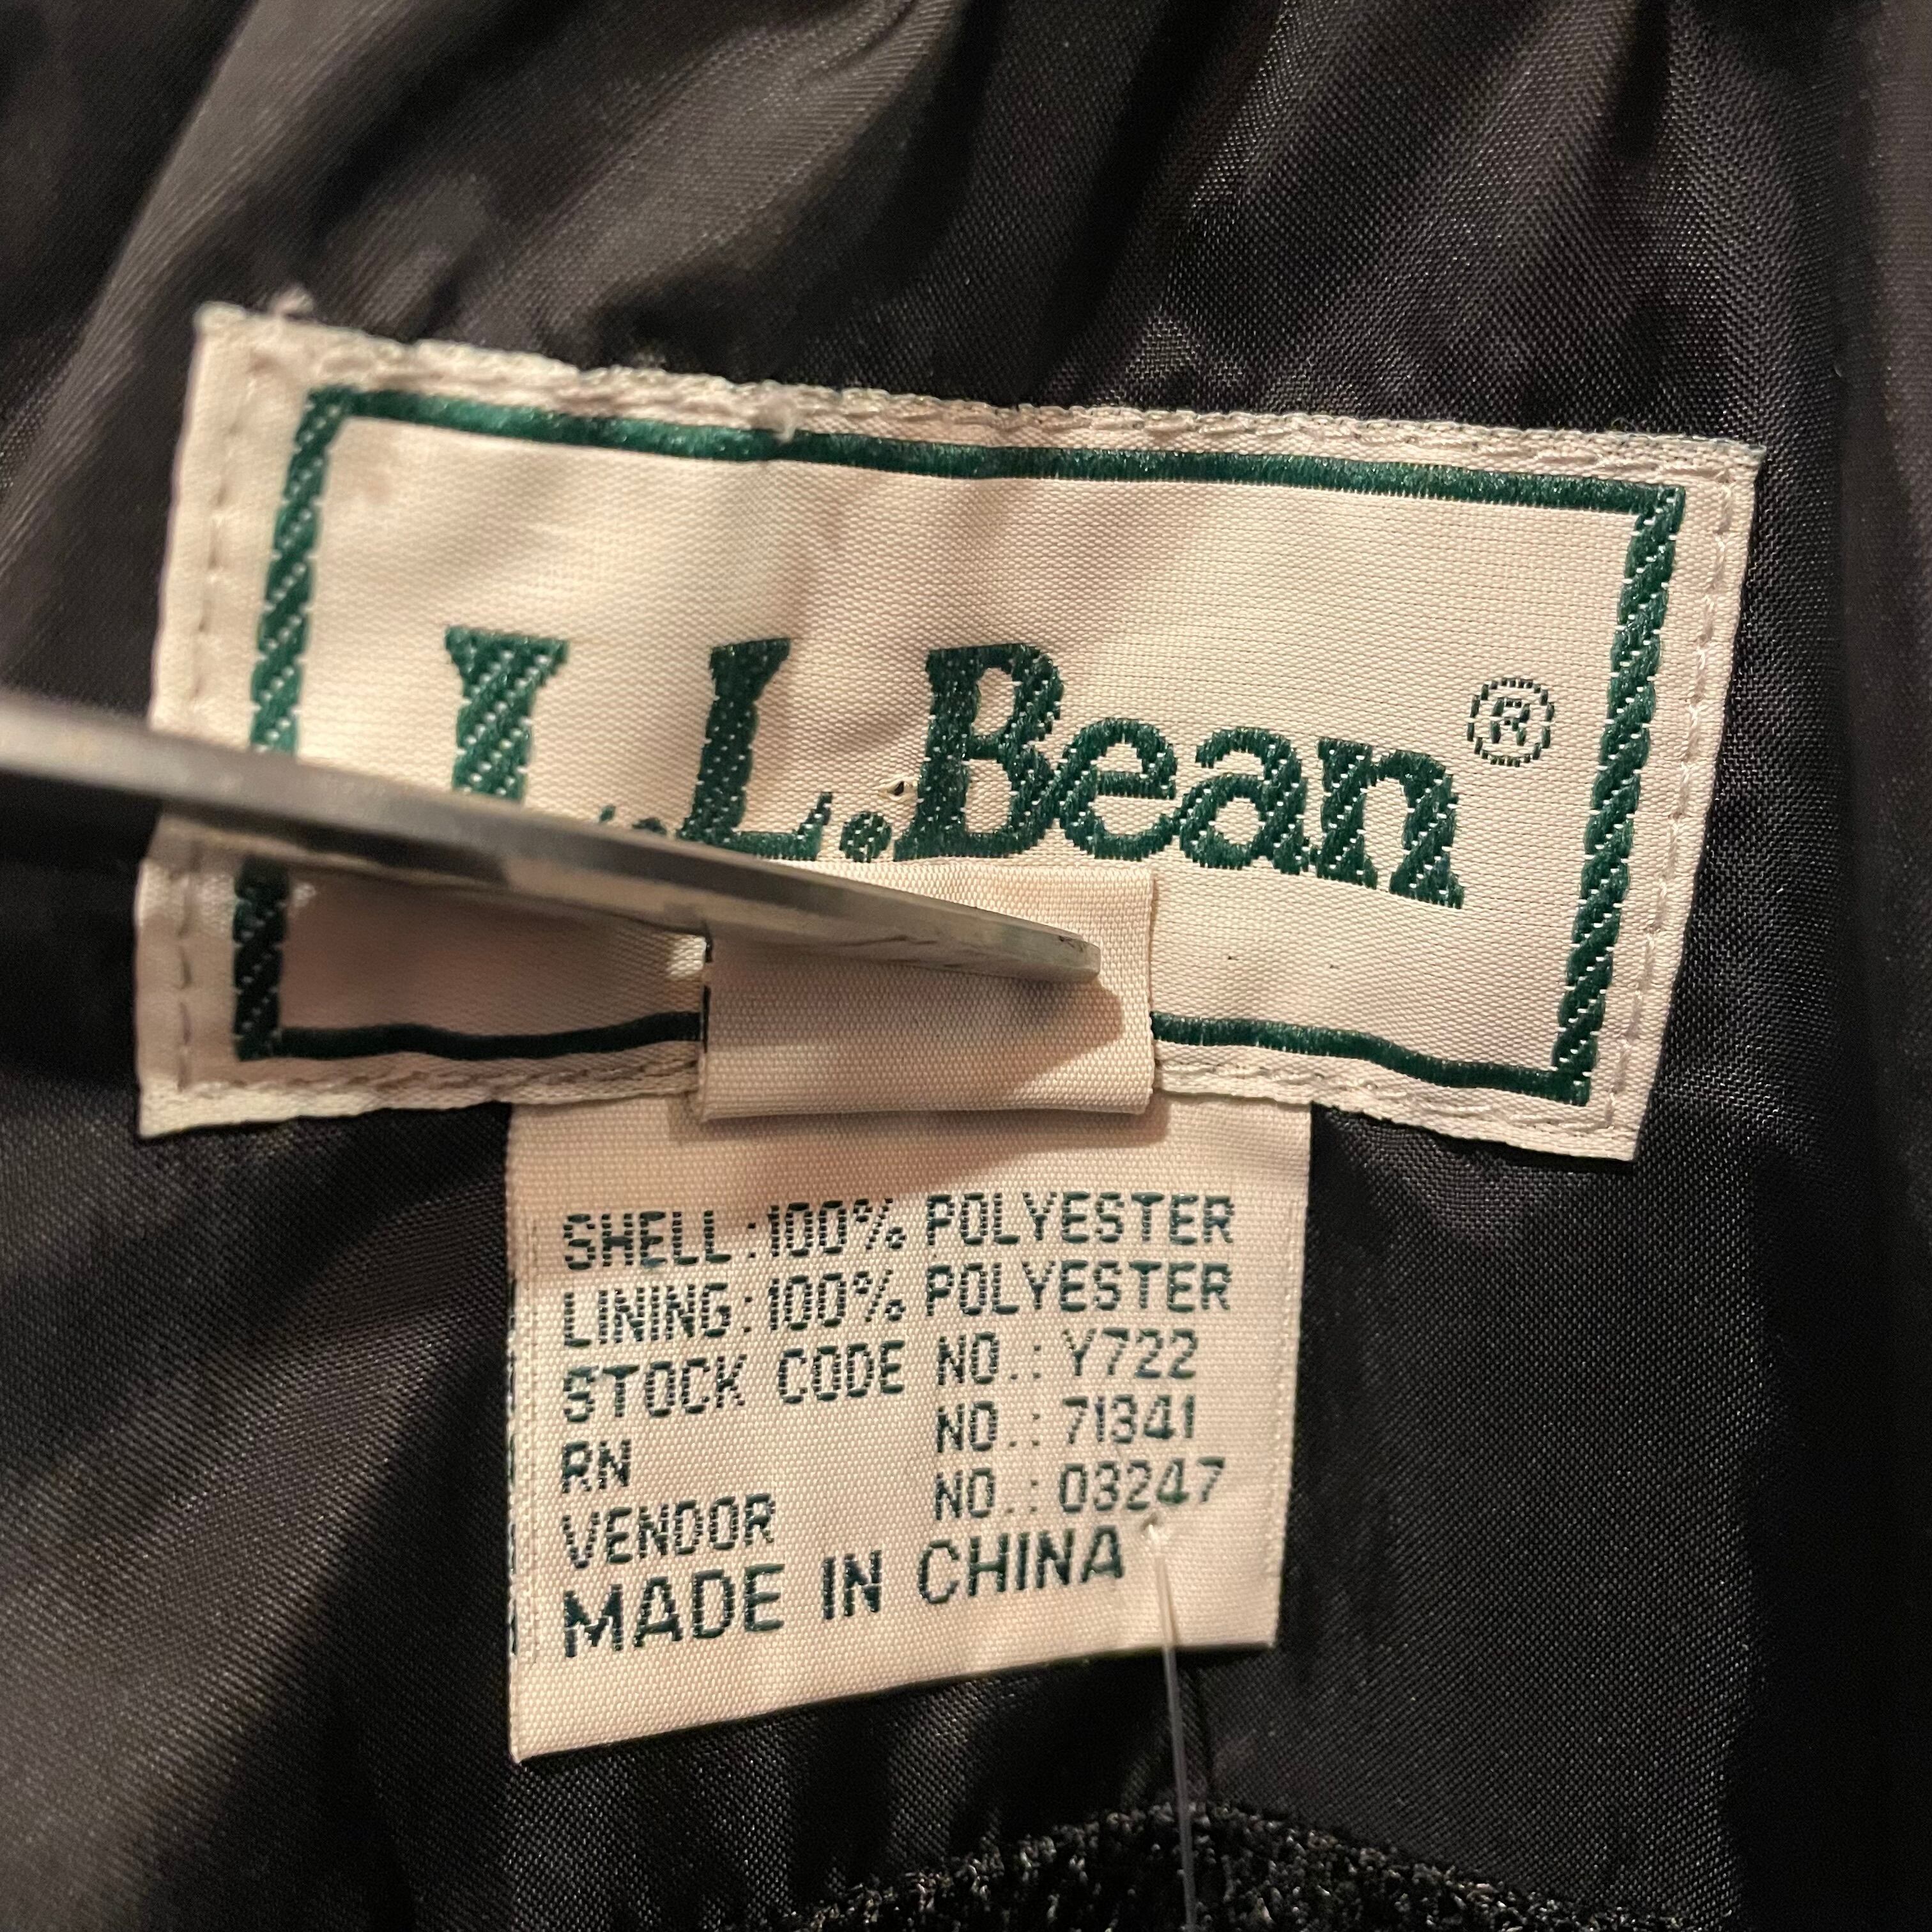 L.L.Bean®
SHELL:100% POLYESTER
LINING:100% POLYESTER
STOCK CODE NO.: Y722
RN NO.: 71341
VENDOR NO.: 03247
MADE IN CHINA